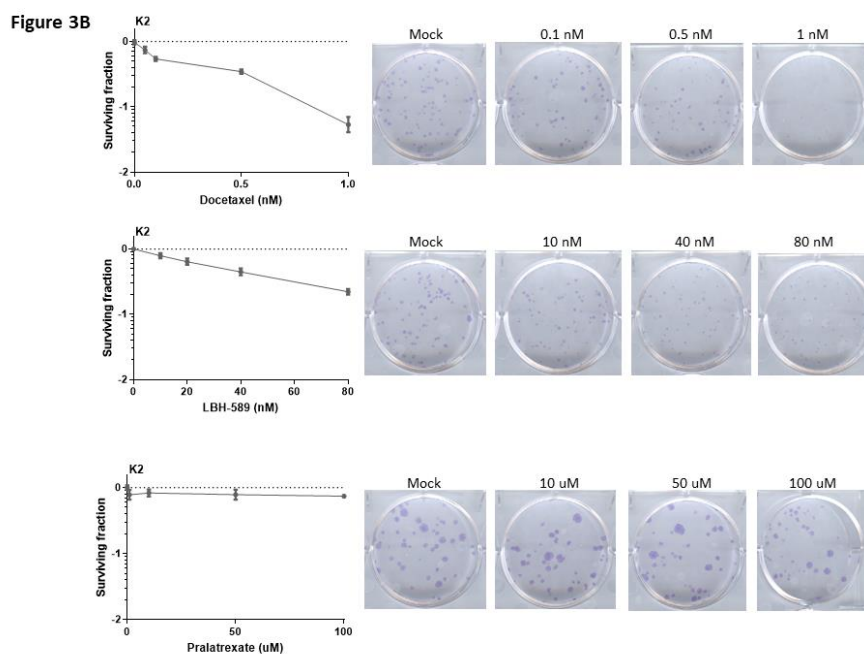 Figure 3B
K2
Surviving fraction
0
-1
-2
0.0 0.5 1.0
Docetaxel (nM)
Mock 0.1 nM 0.5 nM 1 nM
K2
Surviving fraction
0
-1
-2
0 20 40 60 80
LBH-589 (nM)
Mock 10 nM 40 nM 80 nM
K2
Surviving fraction
0
-1
-2
0 50 100
Pralatrexate (uM)
Mock 10 uM 50 uM 100 uM